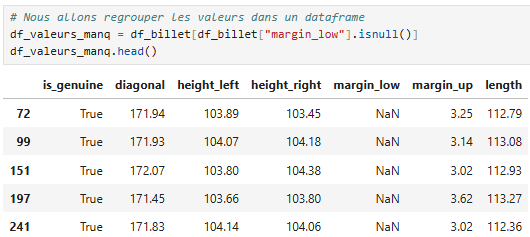 # Nous allons regrouper les valeurs dans un dataframe
df_valeurs_manq = df_billet[df_billet["margin_low"].isnull()]
df_valeurs_manq.head()
is_genuine diagonal height_left height_right margin_low margin_up length
72 True 171.94 103.89 103.45 NaN 3.25 112.79
99 True 171.93 104.07 104.18 NaN 3.14 113.08
151 True 172.07 103.80 104.38 NaN 3.02 112.93
197 True 171.45 103.66 103.80 NaN 3.62 113.27
241 True 171.83 104.14 104.06 NaN 3.02 112.36